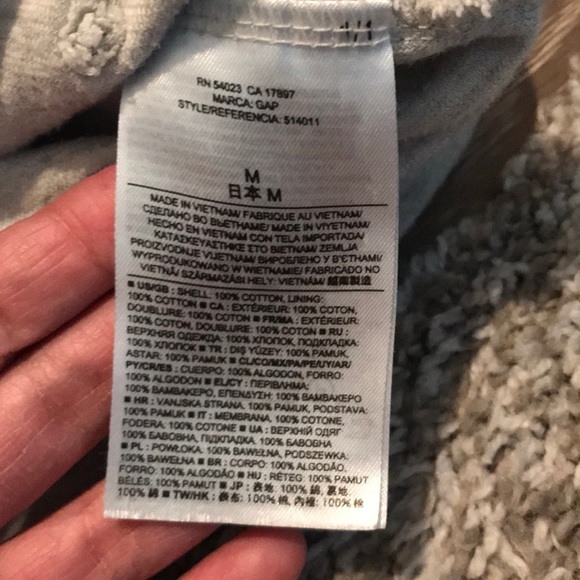 1/1
RN 54023 CA 17897
MARCA: GAP
STYLE/REFERENCIA: 514011
M
日本 M
MADE IN VIETNAM/ FABRIQUE AU VIETNAM/
СДЕЛАНО ВО ВЬЕТНАМЕ/ MADE IN VIYETNAM/
HECHO EN VIETNAM CON TELA IMPORTADA/
ΚΑΤΑΣΚΕΥΑΣΤΗΚΕ ΣΤΟ ΒΙΕΤΝΑΜ/ ZEMLJA
PROIZVODNJE VIJETNAM/ ВИРОБЛЕНО У В'ЄТНАМІ/
WYPRODUKOWANO W WIETNAMIE/ FABRICADO NO
VIETNÃ/ SZÁRMAZÁSI HELY: VIETNÁM/ 越南製造
■ US/GB : SHELL: 100% COTTON, LINING:
100% COTTON ■ CA : EXTÉRIEUR: 100% COTON,
DOUBLURE: 100% COTON ■ FR/MA : EXTÉRIEUR:
100% COTON, DOUBLURE: 100% COTON ■ RU :
ВЕРХНЯЯ ОДЕЖДА: 100% ХЛОПОК, ПОДКЛАДКА:
100% ХЛОПОК ■ TR : DIŞ YÜZEY: 100% PAMUK,
ASTAR: 100% PAMUK ■ CL/CO/MX/PA/PE/UY/AR/
PY/CR/ES : CUERPO: 100% ALGODON, FORRO:
100% ALGODON ■ EL/CY : ΠΕΡΙΒΛΗΜΑ:
100% ΒΑΜΒΑΚΕΡΟ, ΕΠΕΝΔΥΣΗ: 100% ΒΑΜΒΑΚΕΡΟ
■ HR : VANJSKA STRANA: 100% PAMUK, PODSTAVA:
100% PAMUK ■ IT : MEMBRANA: 100% COTONE,
FODERA: 100% COTONE ■ UA : ВЕРХНІЙ ОДЯГ
100% БАВОВНА, ПІДКЛАДКА: 100% БАВОВНА
■ PL : POWŁOKA: 100% BAWEŁNA, PODSZEWKA:
100% BAWEŁNA ■ BR : CORPO: 100% ALGODÃO,
FORRO: 100% ALGODÃO ■ HU : RÉTEG: 100% PAMUT
BÉLÉS: 100% PAMUT ■ JP : 表地: 100% 綿, 裏地:
100% 綿 ■ TW/HK : 表布: 100% 棉, 內襯: 100% 棉